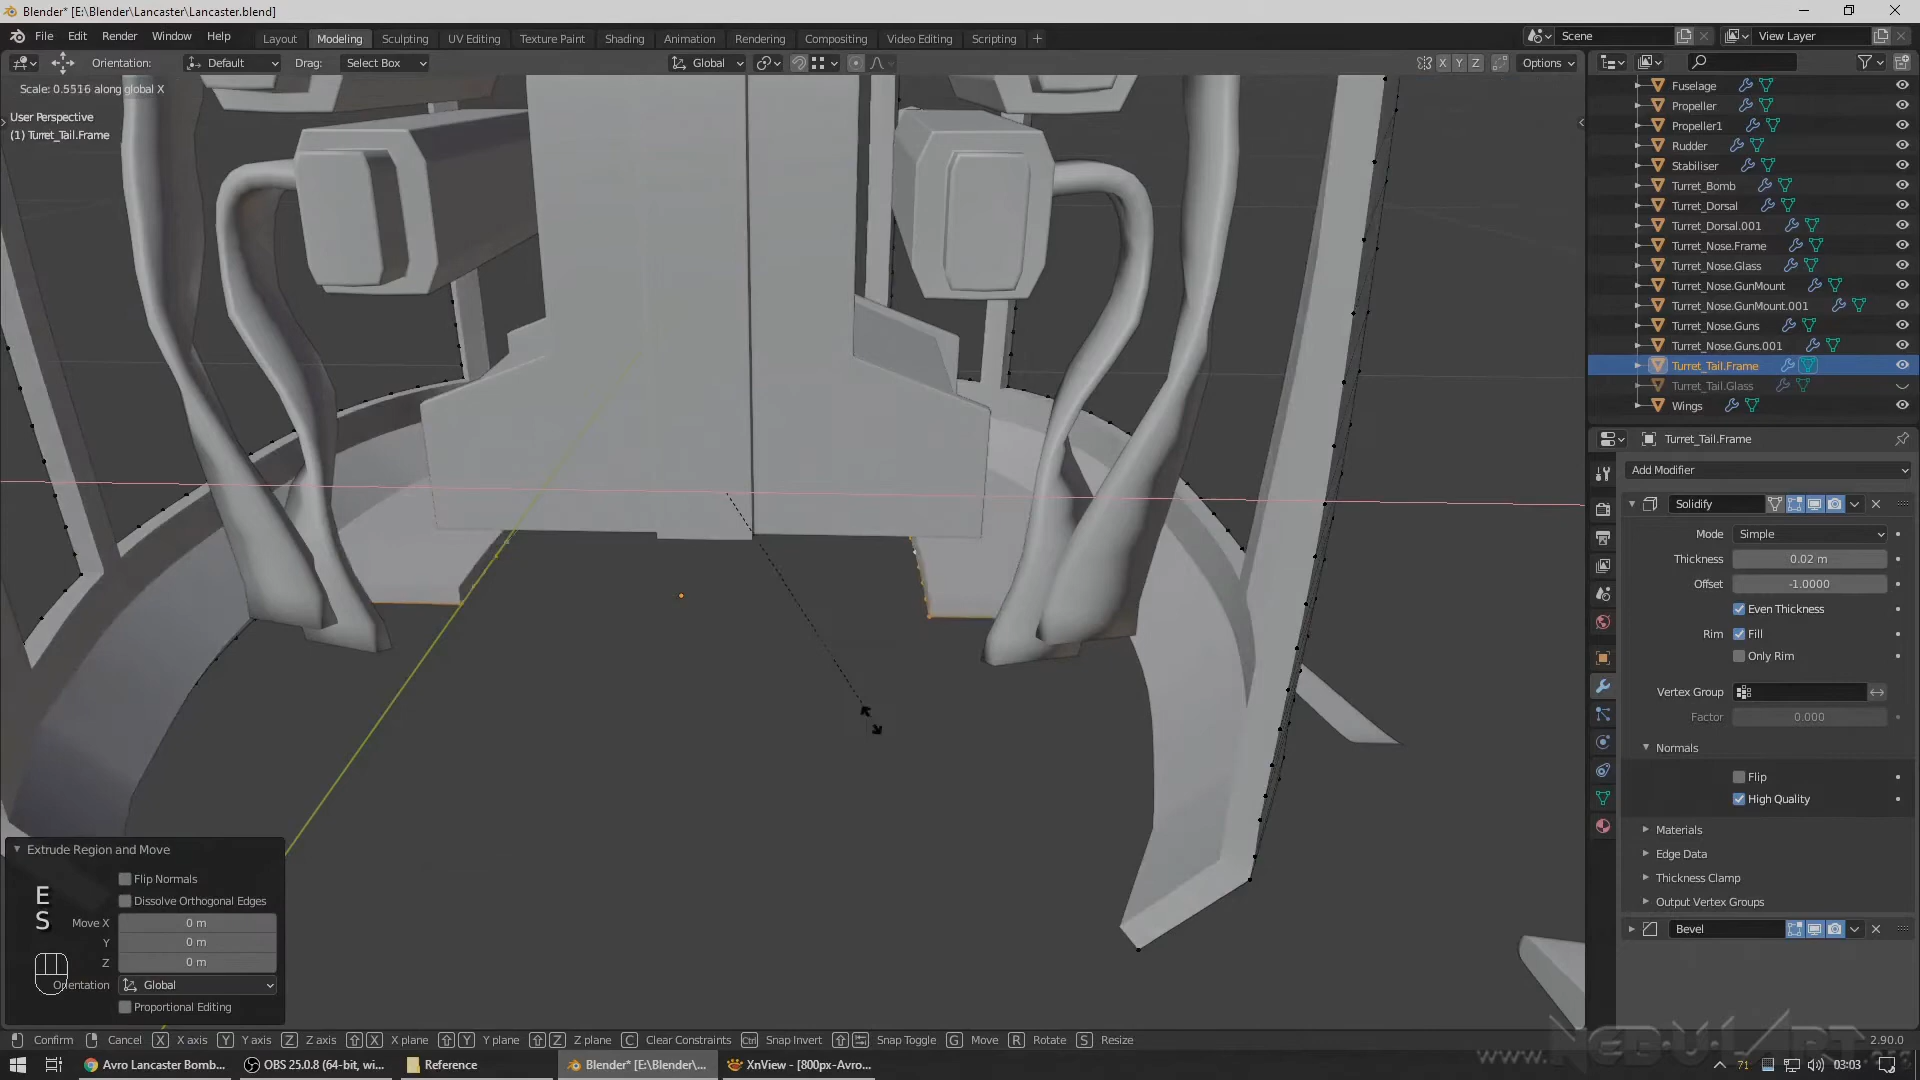 Blender* [E:\Blender\Lancaster\Lancaster.blend]
File Edit Render Window Help Layout Modeling Sculpting UV Editing Texture Paint Shading Animation Rendering Compositing Video Editing Scripting + Scene View Layer
Orientation: Default Drag: Select Box Global X Y Z Options
Scale: 0.5516 along global X
User Perspective
(1) Turret_Tail.Frame
Fuselage
Propeller
Propeller1
Rudder
Stabiliser
Turret_Bomb
Turret_Dorsal
Turret_Dorsal.001
Turret_Nose.Frame
Turret_Nose.Glass
Turret_Nose.GunMount
Turret_Nose.GunMount.001
Turret_Nose.Guns
Turret_Nose.Guns.001
Turret_Tail.Frame
Turret_Tail.Glass
Wings
Turret_Tail.Frame
Add Modifier
Solidify
Mode Simple
Thickness 0.02 m
Offset -1.0000
Even Thickness
Rim Fill
Only Rim
Vertex Group
Factor 0.000
Normals
Flip
High Quality
Materials
Edge Data
Thickness Clamp
Output Vertex Groups
Bevel
Extrude Region and Move
Flip Normals
Dissolve Orthogonal Edges
E
S
Move X 0 m
Y 0 m
Z 0 m
Orientation Global
Proportional Editing
Confirm Cancel X X axis Y Y axis Z Z axis X X plane Y Y plane Z Z plane C Clear Constraints Ctrl Snap Invert Snap Toggle G Move R Rotate S Resize 2.90.0
www.NEBUL/ART.org
Avro Lancaster Bomb... OBS 25.0.8 (64-bit, wi... Reference Blender* [E:\Blender\... XnView - [800px-Avro... 71 03:03